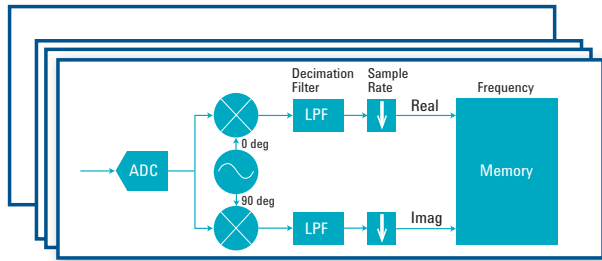 Decimation
Filter
Sample
Rate
Frequency
LPF
Real
0 deg
ADC
Memory
90 deg
LPF
Imag